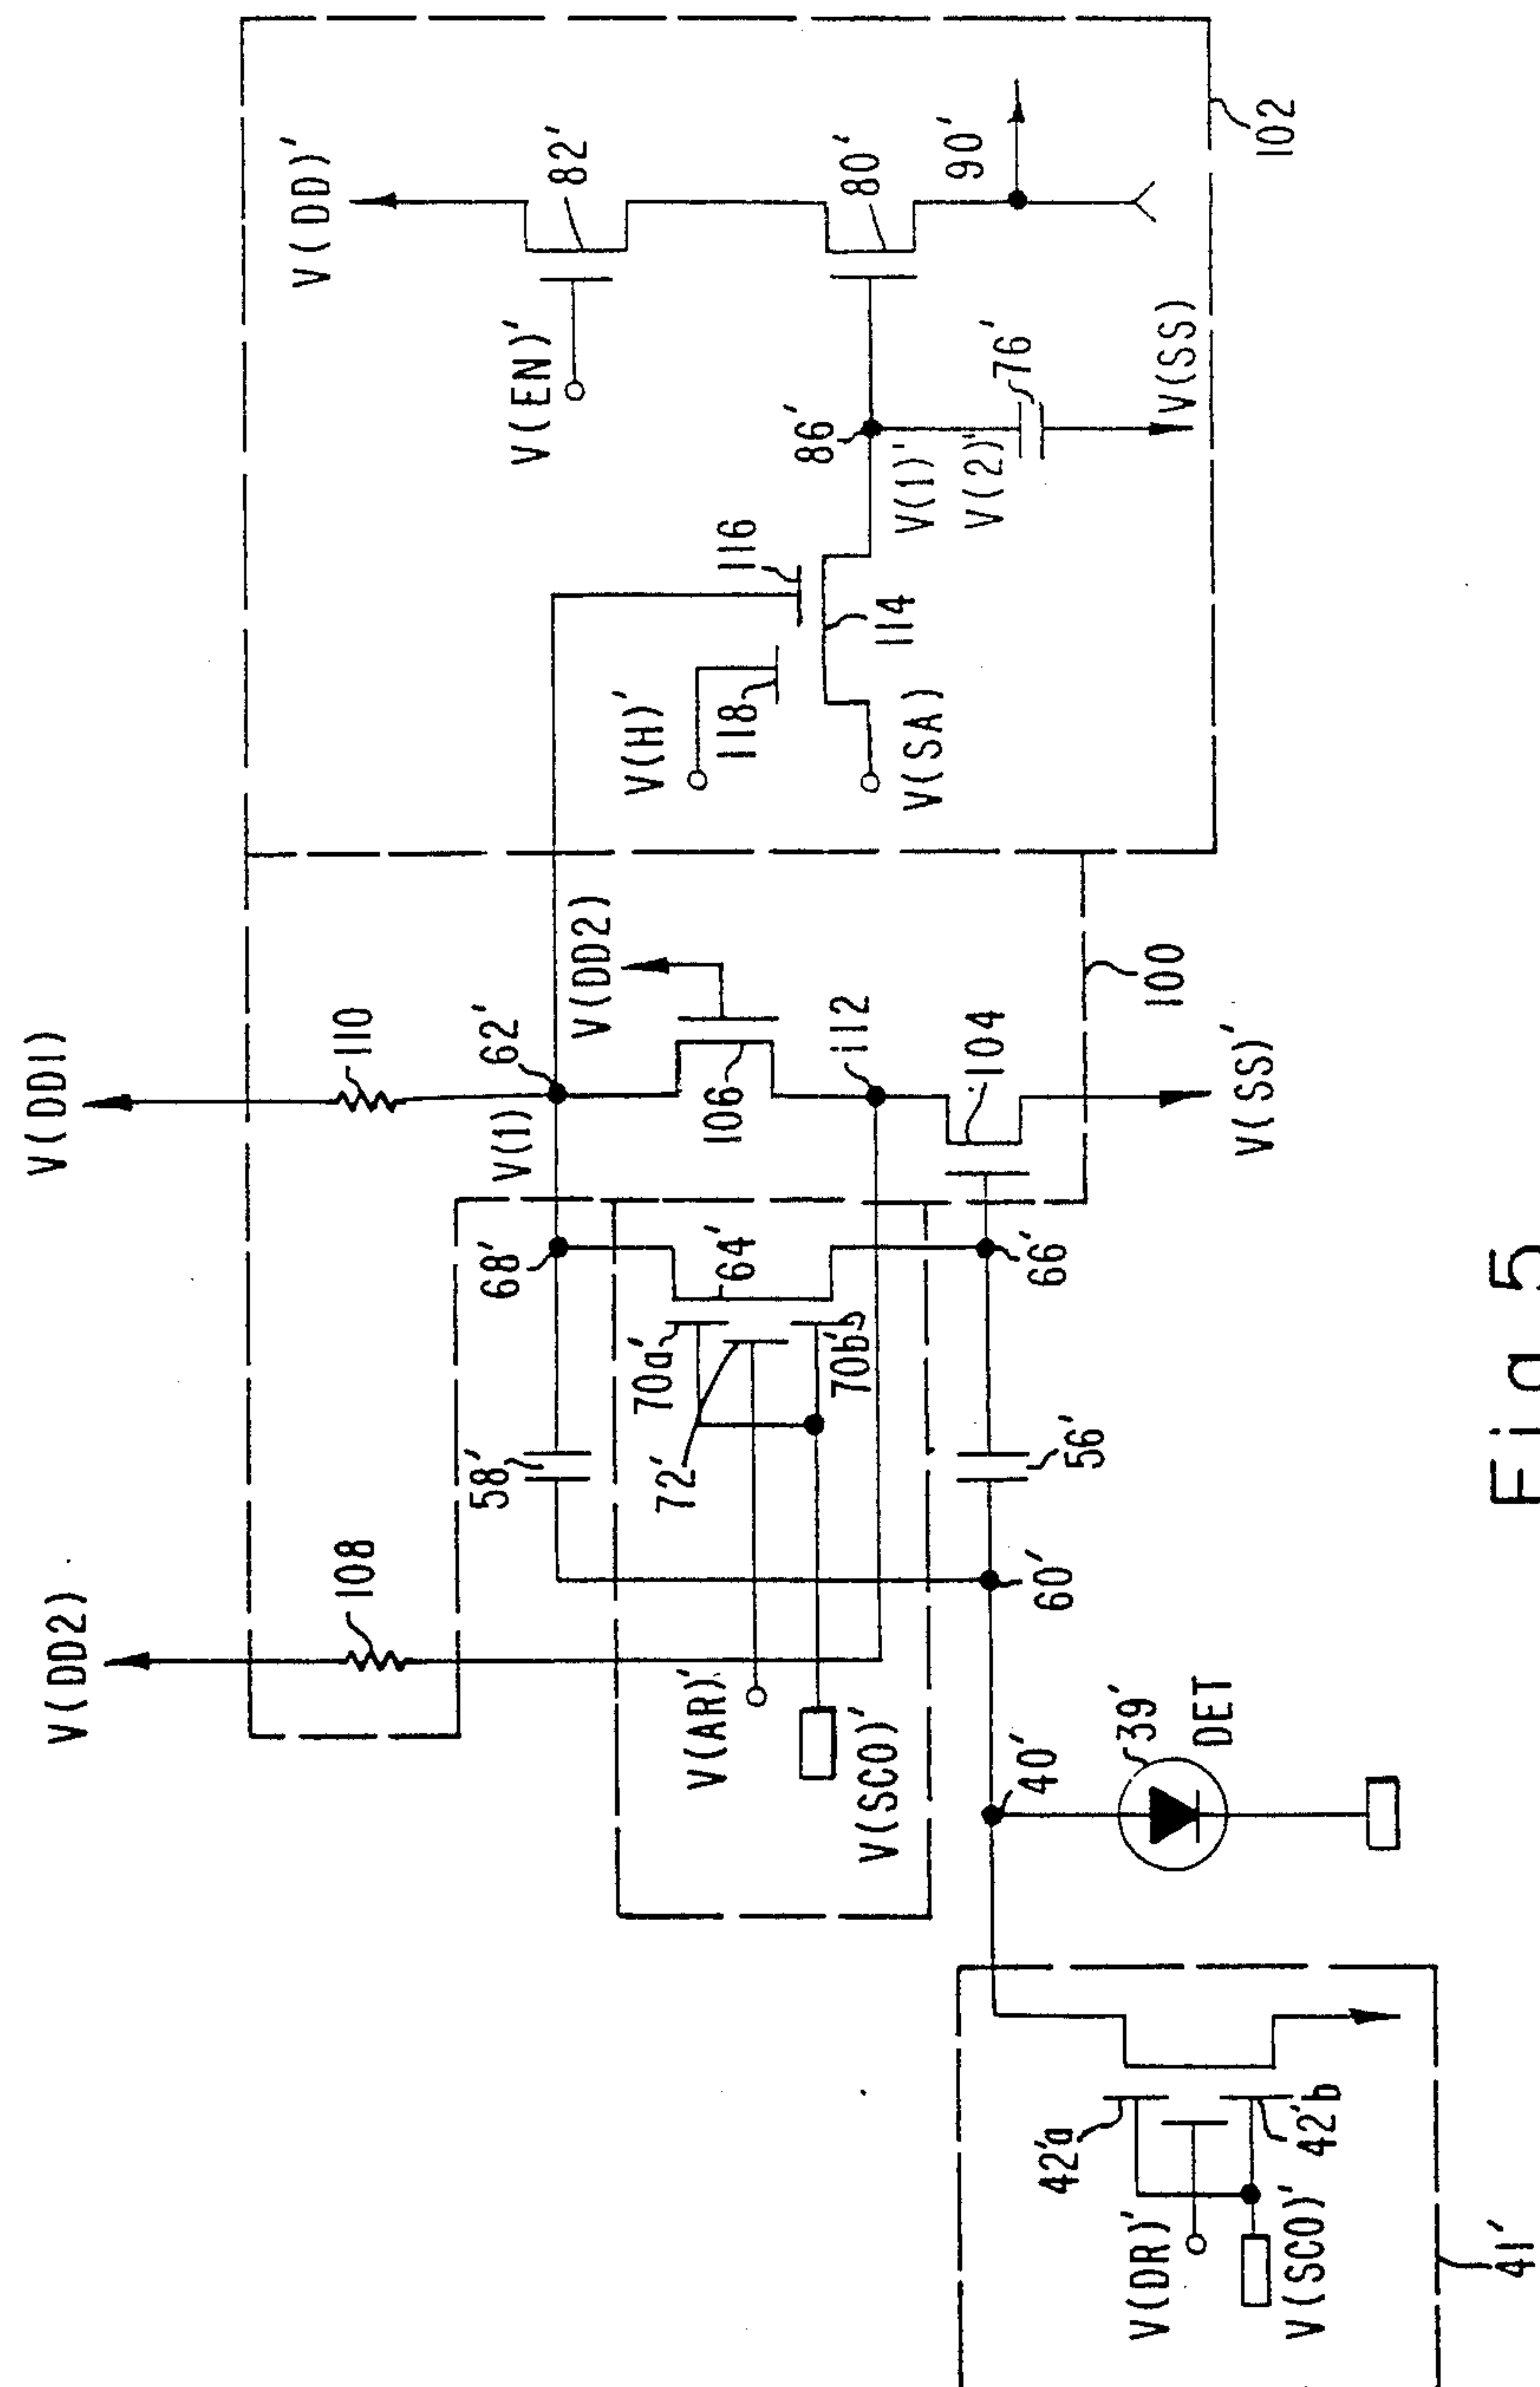 V(DD2)
V(DD1)
108
110
V(DD)'
82'
V(EN)'
62'
V(1)
68'
58'
V(DD2)
V(H)'
118
116
86'
80'
90'
70a'
64'
72'
106
112
114
V(SA)
V(1)'
V(2)'
76'
V(AR)'
V(SCO)'
70b'
104
66'
56'
60'
100
V(SS)
102
V(SS)'
40'
39'
DET
42'a
42'b
V(DR)'
V(SCO)'
41'
Fig 5